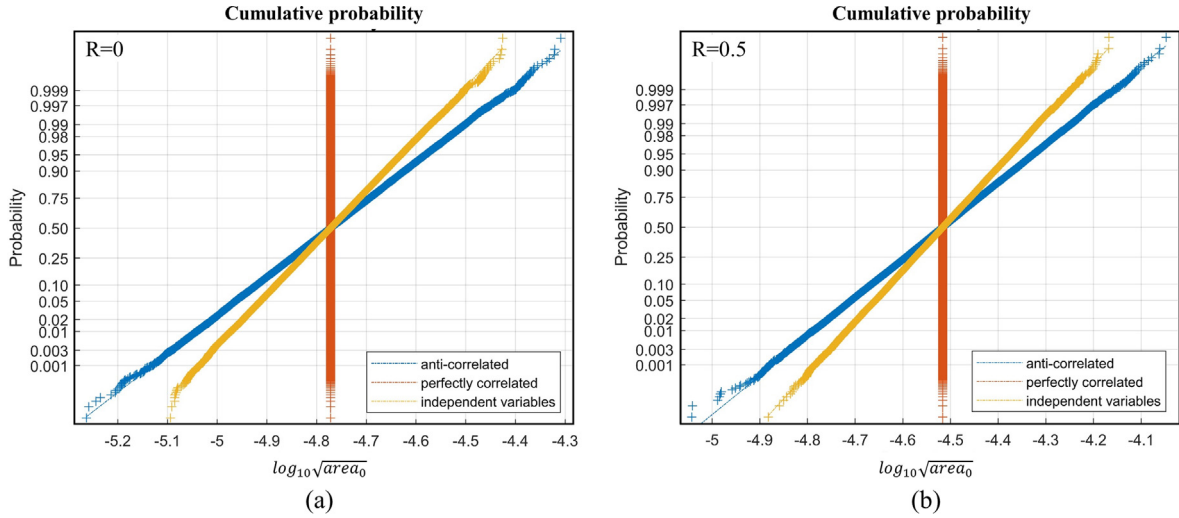 Cumulative probability
R=0
0.999
0.997
0.99
0.98
0.95
0.90
0.75
0.50
0.25
0.10
0.05
0.02
0.01
0.003
0.001
Probability
anti-correlated
perfectly correlated
independent variables
-5.2 -5.1 -5 -4.9 -4.8 -4.7 -4.6 -4.5 -4.4 -4.3
log₁₀√area₀
(a)
Cumulative probability
R=0.5
0.999
0.997
0.99
0.98
0.95
0.90
0.75
0.50
0.25
0.10
0.05
0.02
0.01
0.003
0.001
Probability
anti-correlated
perfectly correlated
independent variables
-5 -4.9 -4.8 -4.7 -4.6 -4.5 -4.4 -4.3 -4.2 -4.1
log₁₀√area₀
(b)